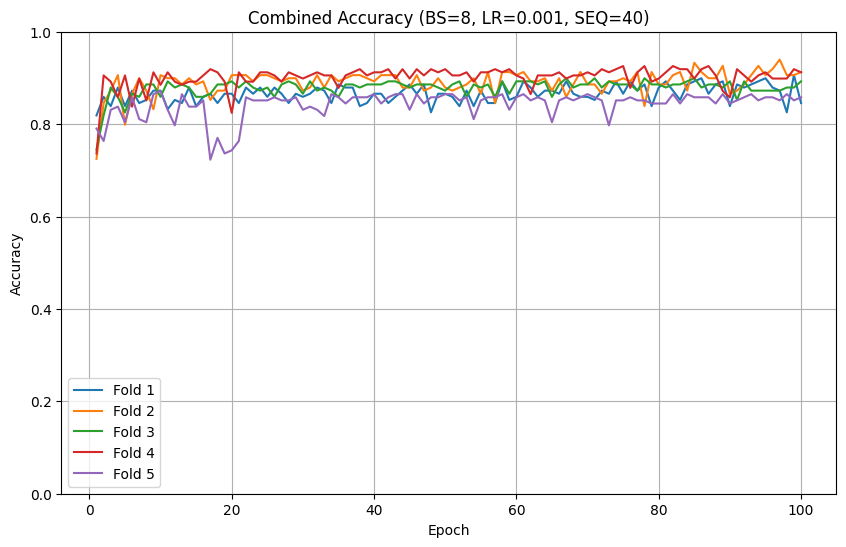 Combined Accuracy (BS=8, LR=0.001, SEQ=40)
1.0
0.8
0.6
0.4
0.2
0.0
Accuracy
Fold 1
Fold 2
Fold 3
Fold 4
Fold 5
0 20 40 60 80 100
Epoch